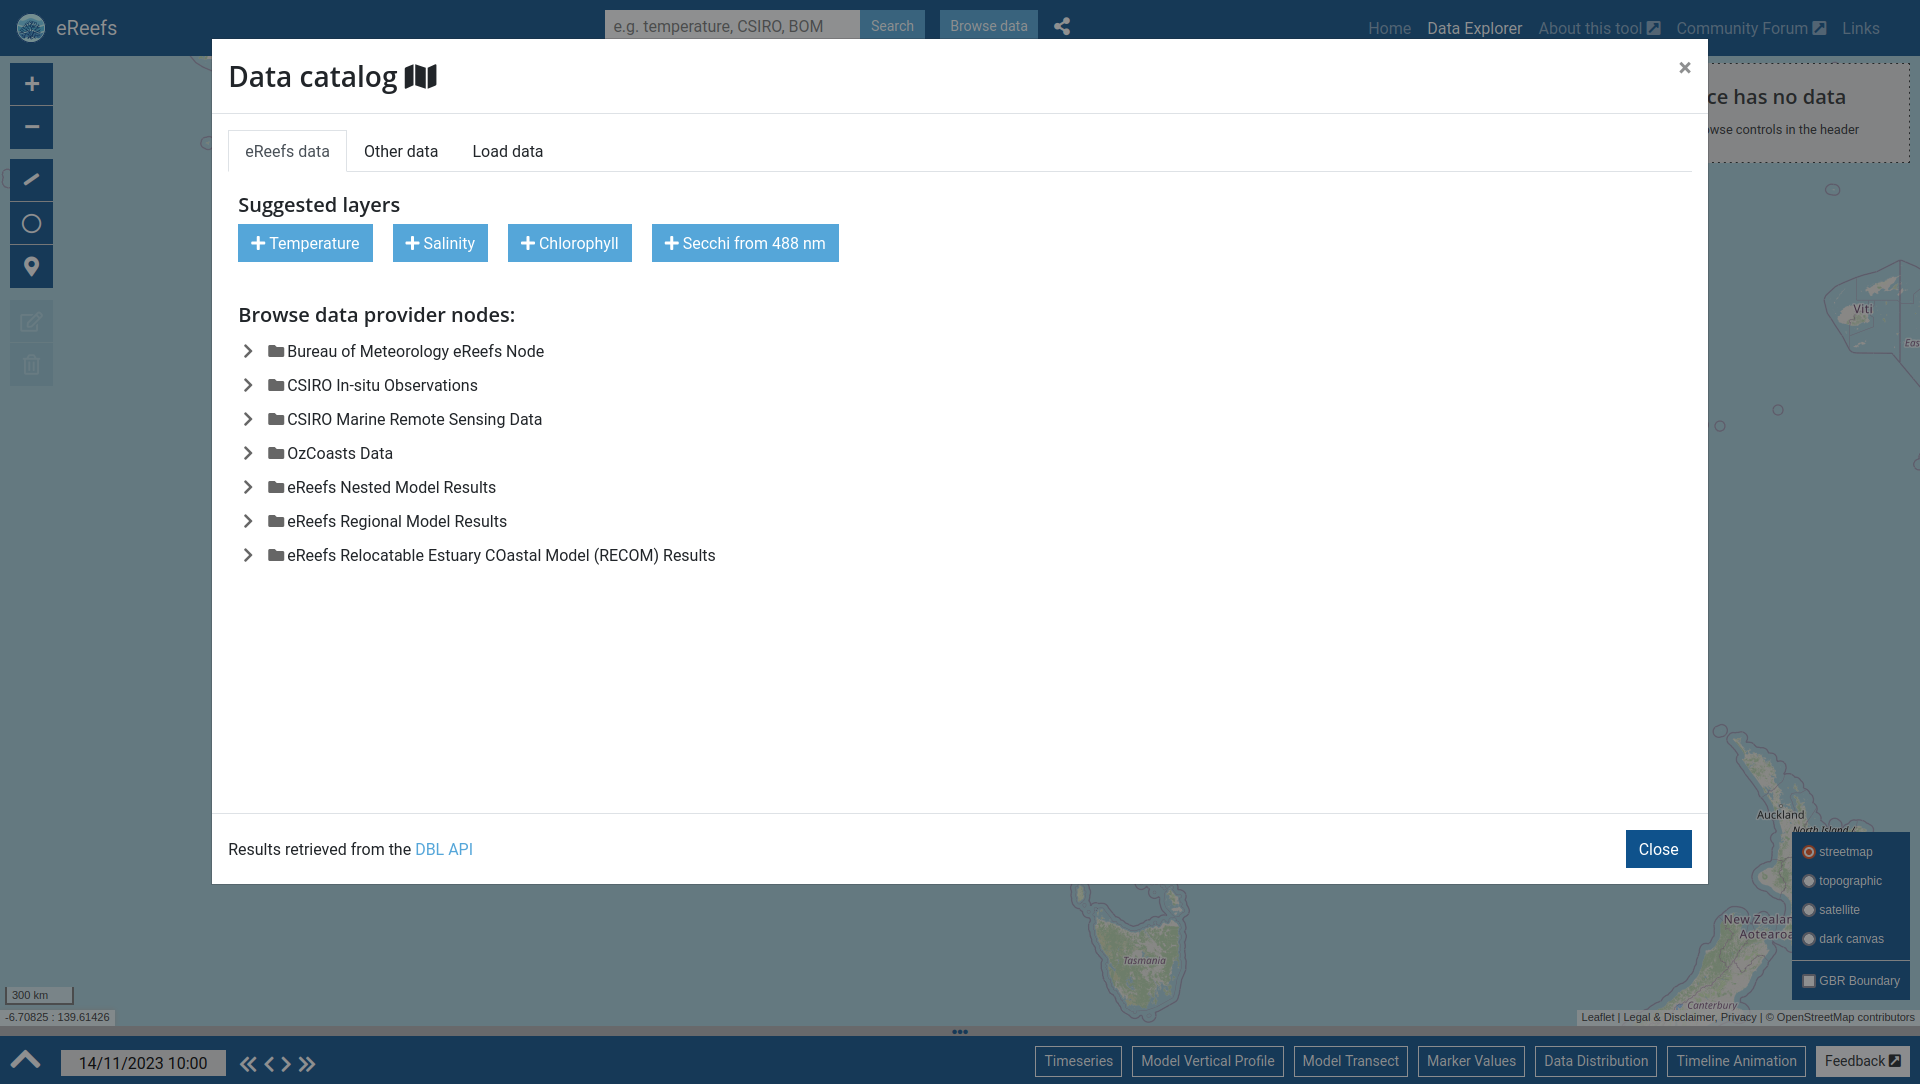 eReefs
e.g. temperature, CSIRO, BOM
Search
Browse data
Home
Data Explorer
About this tool
Community Forum
Links
Data catalog
×
ce has no data
wse controls in the header
eReefs data
Other data
Load data
Suggested layers
Temperature
Salinity
Chlorophyll
Secchi from 488 nm
Browse data provider nodes:
Bureau of Meteorology eReefs Node
CSIRO In-situ Observations
CSIRO Marine Remote Sensing Data
OzCoasts Data
eReefs Nested Model Results
eReefs Regional Model Results
eReefs Relocatable Estuary COastal Model (RECOM) Results
Viti
Eas
Auckland
North Island /
Results retrieved from the DBL API
Close
streetmap
topographic
satellite
dark canvas
GBR Boundary
New Zealan
Aotearoa
Tasmania
Canterbury
300 km
-6.70825 : 139.61426
Leaflet | Legal & Disclaimer, Privacy | © OpenStreetMap contributors
14/11/2023 10:00
Timeseries
Model Vertical Profile
Model Transect
Marker Values
Data Distribution
Timeline Animation
Feedback